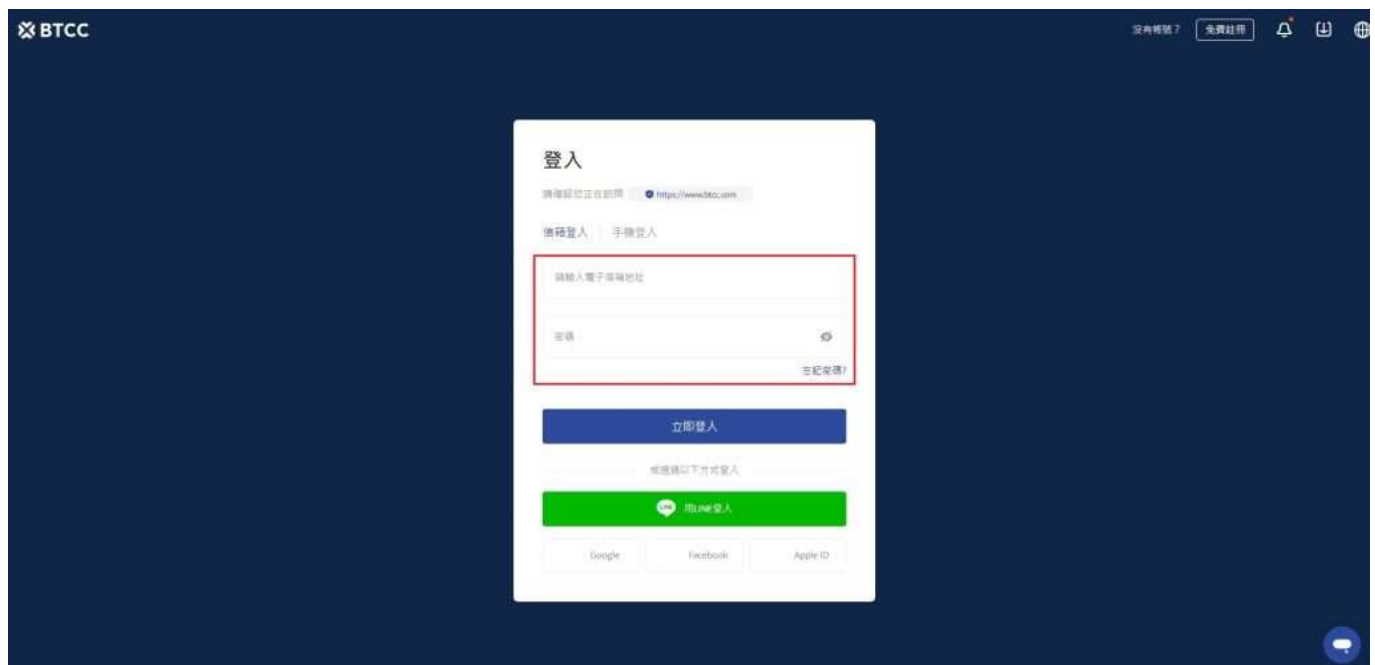 BTCC
沒有帳號？ 免費註冊
登入
請確認您正在訪問 https://www.btcc.com
信箱登入 手機登入
請輸入電子信箱地址
密碼
忘記密碼?
立即登入
或透過以下方式登入
LINE 用LINE登入
Google Facebook Apple ID